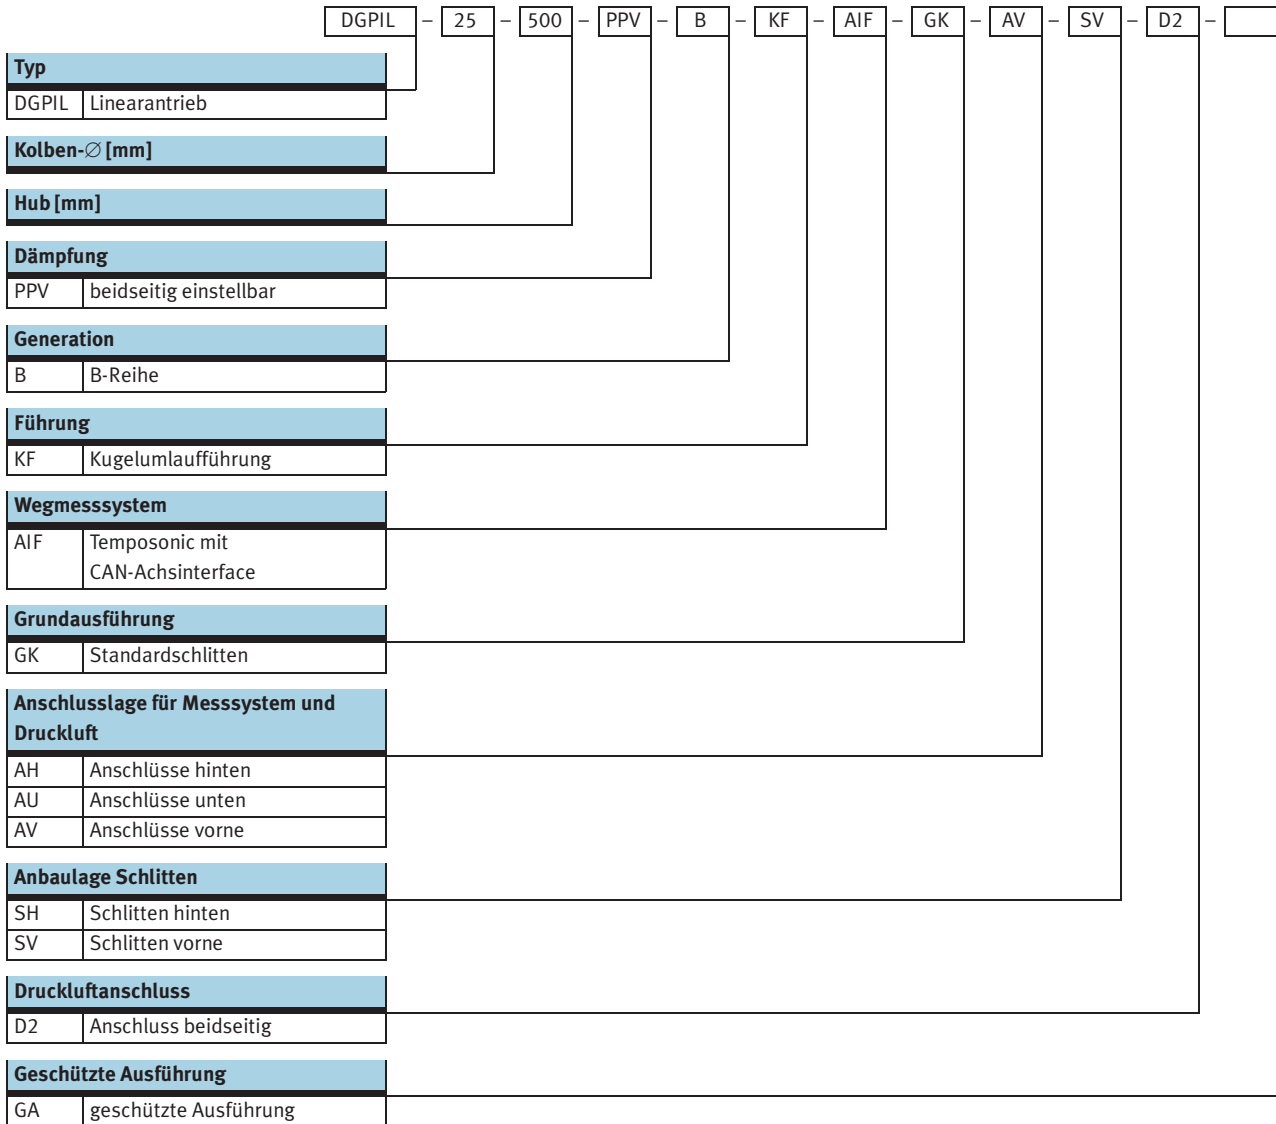 DGPIL – 25 – 500 – PPV – B – KF – AIF – GK – AV – SV – D2 –
Typ
DGPIL Linearantrieb
Kolben-∅ [mm]
Hub [mm]
Dämpfung
PPV beidseitig einstellbar
Generation
B B-Reihe
Führung
KF Kugelumlaufführung
Wegmesssystem
AIF Temposonic mit
CAN-Achsinterface
Grundausführung
GK Standardschlitten
Anschlusslage für Messsystem und
Druckluft
AH Anschlüsse hinten
AU Anschlüsse unten
AV Anschlüsse vorne
Anbaulage Schlitten
SH Schlitten hinten
SV Schlitten vorne
Druckluftanschluss
D2 Anschluss beidseitig
Geschützte Ausführung
GA geschützte Ausführung